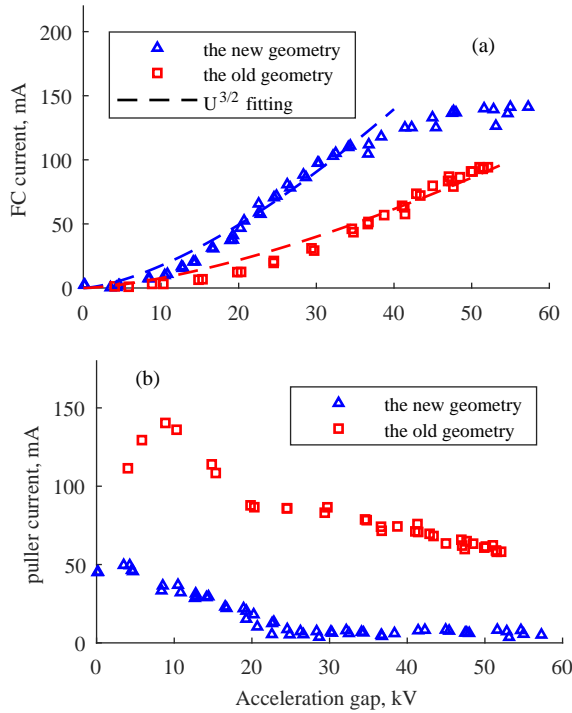 200
150
100
50
0
FC current, mA
the new geometry
the old geometry
U^{3/2} fitting
(a)
0 10 20 30 40 50 60
150
100
50
0
puller current, mA
(b)
the new geometry
the old geometry
0 10 20 30 40 50 60
Acceleration gap, kV